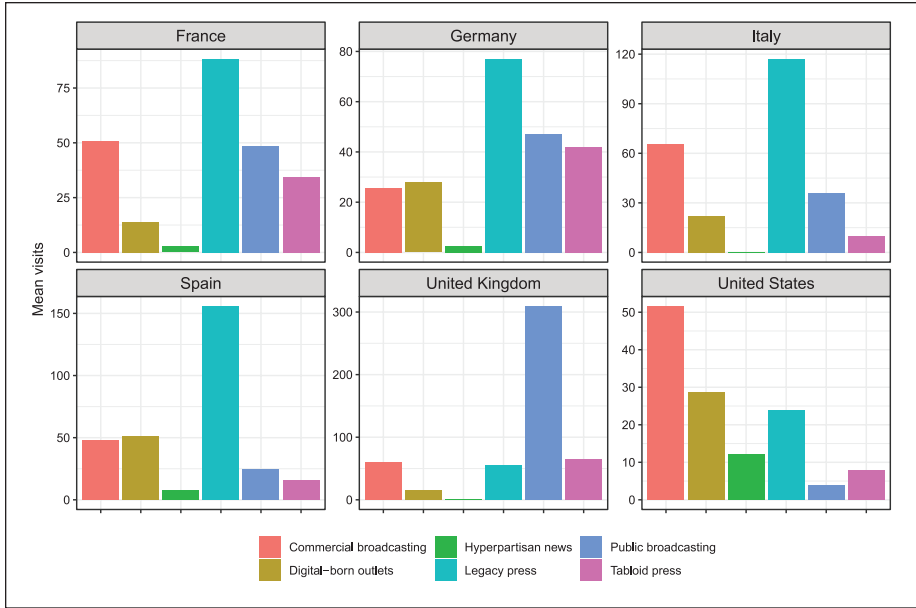 France
Germany
Italy
75
50
25
0
80
60
40
20
0
120
90
60
30
0
Mean visits
Spain
United Kingdom
United States
150
100
50
0
300
200
100
0
50
40
30
20
10
0
Commercial broadcasting
Hyperpartisan news
Public broadcasting
Digital-born outlets
Legacy press
Tabloid press